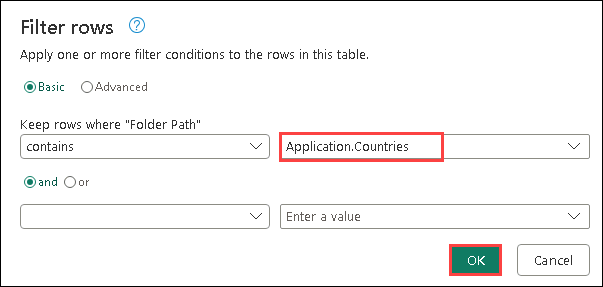 Filter rows ?
Apply one or more filter conditions to the rows in this table.
Basic Advanced
Keep rows where "Folder Path"
contains Application.Countries
and or
Enter a value
OK Cancel